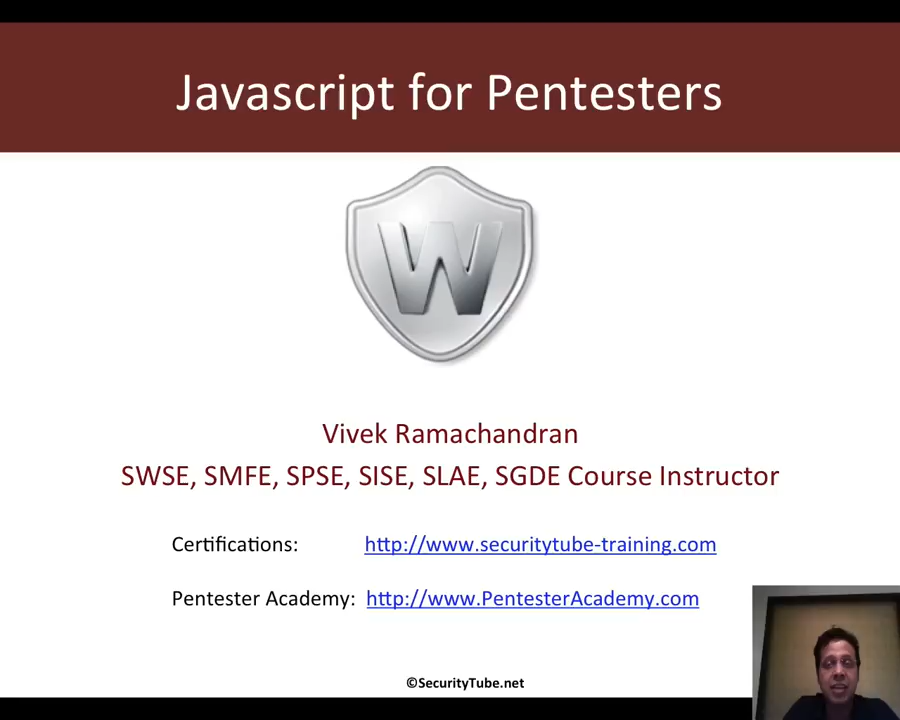 Javascript for Pentesters
W
Vivek Ramachandran
SWSE, SMFE, SPSE, SISE, SLAE, SGDE Course Instructor
Certifications: http://www.securitytube-training.com
Pentester Academy: http://www.PentesterAcademy.com
©SecurityTube.net